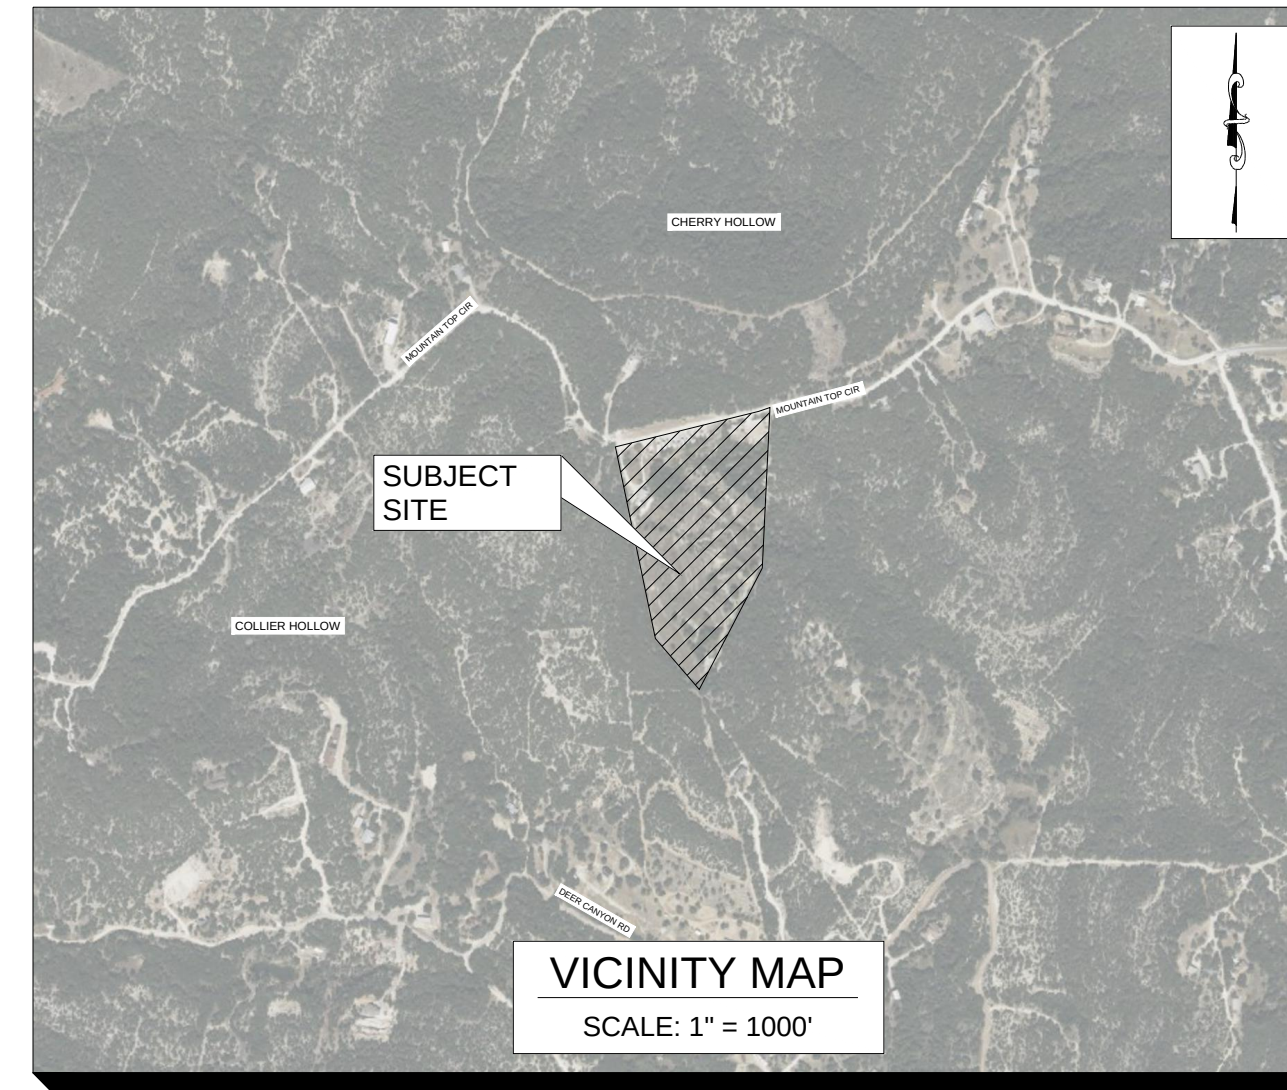 CHERRY HOLLOW
MOUNTAIN TOP CIR
MOUNTAIN TOP CIR
SUBJECT
SITE
COLLIER HOLLOW
DEER CANYON RD
VICINITY MAP
SCALE: 1" = 1000'